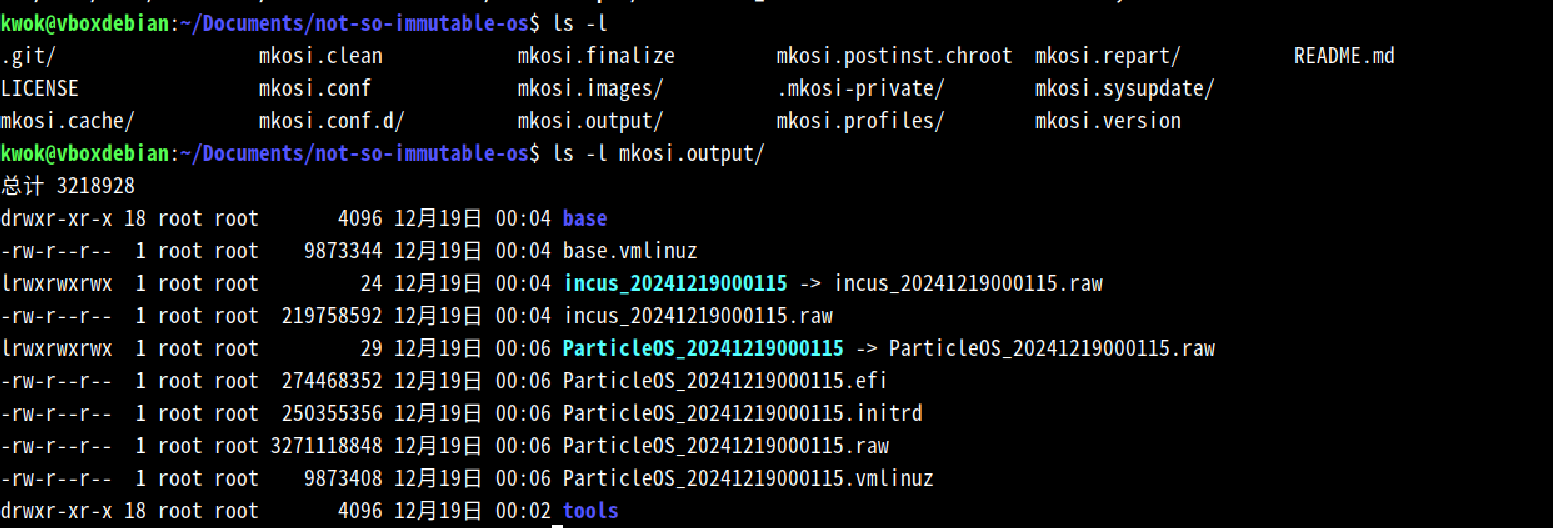 kwok@vboxdebian:~/Documents/not-so-immutable-os$ ls -l
.git/ mkosi.clean mkosi.finalize mkosi.postinst.chroot mkosi.repart/ README.md
LICENSE mkosi.conf mkosi.images/ .mkosi-private/ mkosi.sysupdate/
mkosi.cache/ mkosi.conf.d/ mkosi.output/ mkosi.profiles/ mkosi.version
kwok@vboxdebian:~/Documents/not-so-immutable-os$ ls -l mkosi.output/
总计 3218928
drwxr-xr-x 18 root root 4096 12月19日 00:04 base
-rw-r--r-- 1 root root 9873344 12月19日 00:04 base.vmlinuz
lrwxrwxrwx 1 root root 24 12月19日 00:04 incus_20241219000115 -> incus_20241219000115.raw
-rw-r--r-- 1 root root 219758592 12月19日 00:04 incus_20241219000115.raw
lrwxrwxrwx 1 root root 29 12月19日 00:06 ParticleOS_20241219000115 -> ParticleOS_20241219000115.raw
-rw-r--r-- 1 root root 274468352 12月19日 00:06 ParticleOS_20241219000115.efi
-rw-r--r-- 1 root root 250355356 12月19日 00:06 ParticleOS_20241219000115.initrd
-rw-r--r-- 1 root root 3271118848 12月19日 00:06 ParticleOS_20241219000115.raw
-rw-r--r-- 1 root root 9873408 12月19日 00:06 ParticleOS_20241219000115.vmlinuz
drwxr-xr-x 18 root root 4096 12月19日 00:02 tools